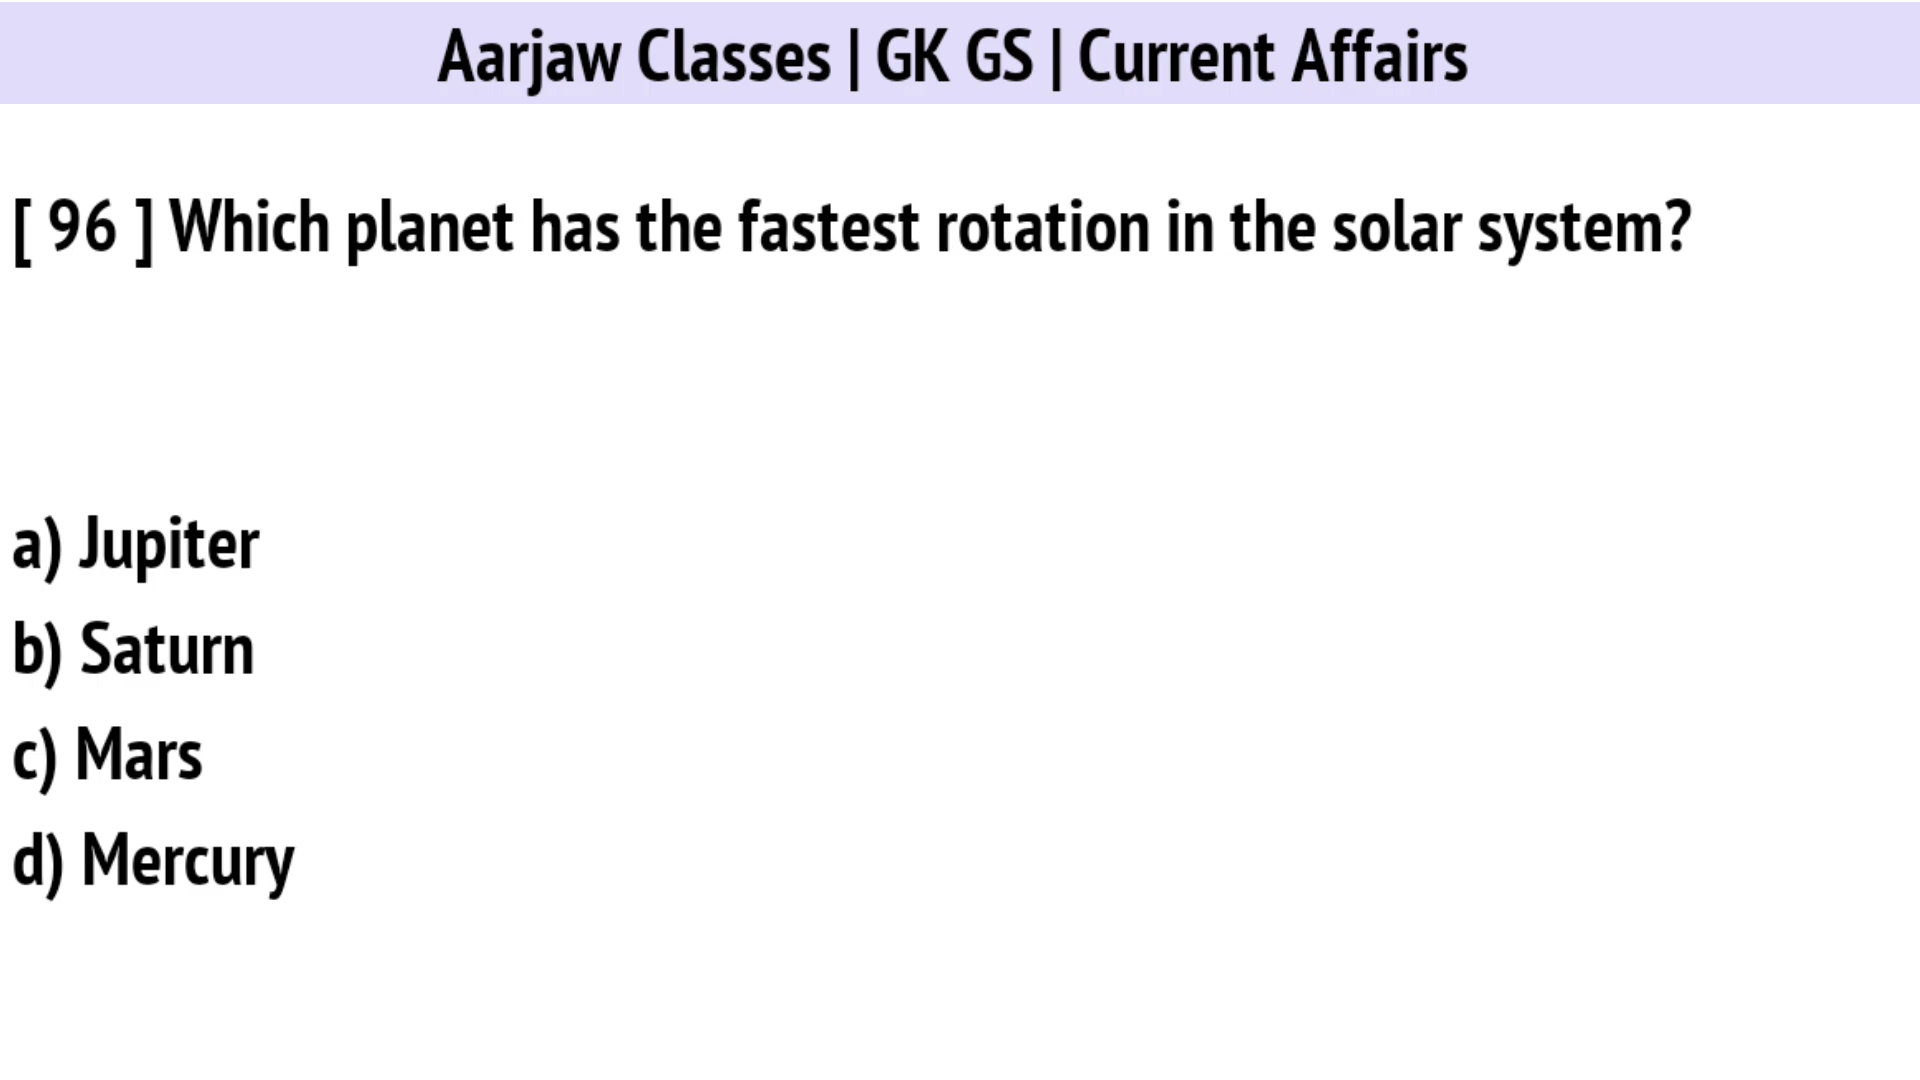 Aarjaw Classes | GK GS | Current Affairs
[ 96 ] Which planet has the fastest rotation in the solar system?
a) Jupiter
b) Saturn
c) Mars
d) Mercury